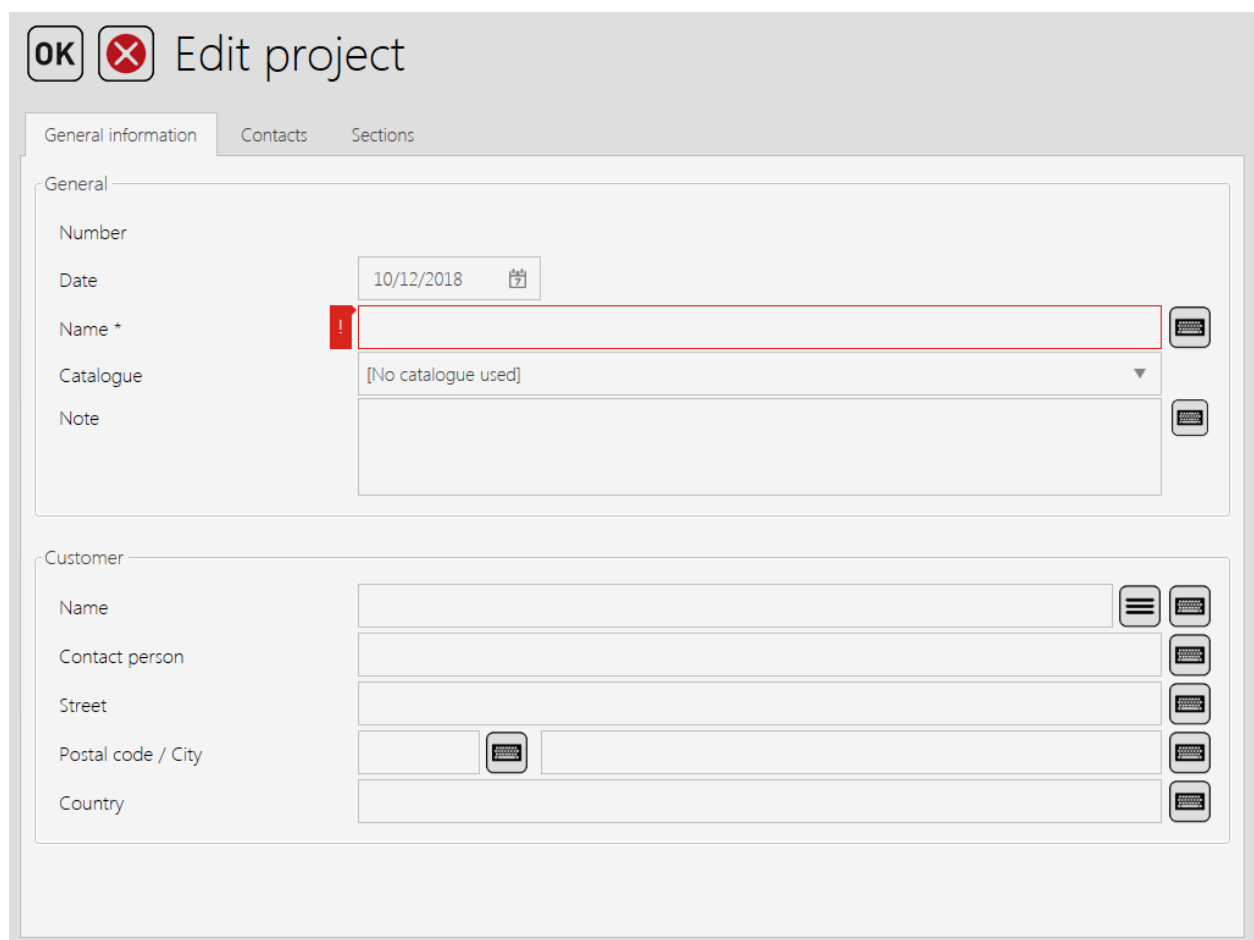 OK Edit project
General information Contacts Sections
General
Number
Date 10/12/2018
Name * !
Catalogue [No catalogue used]
Note
Customer
Name
Contact person
Street
Postal code / City
Country